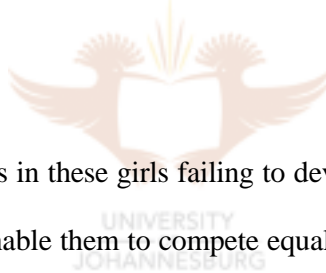 s in these girls failing to dev
UNIVERSITY
nable them to compete equal
JOHANNESBURG